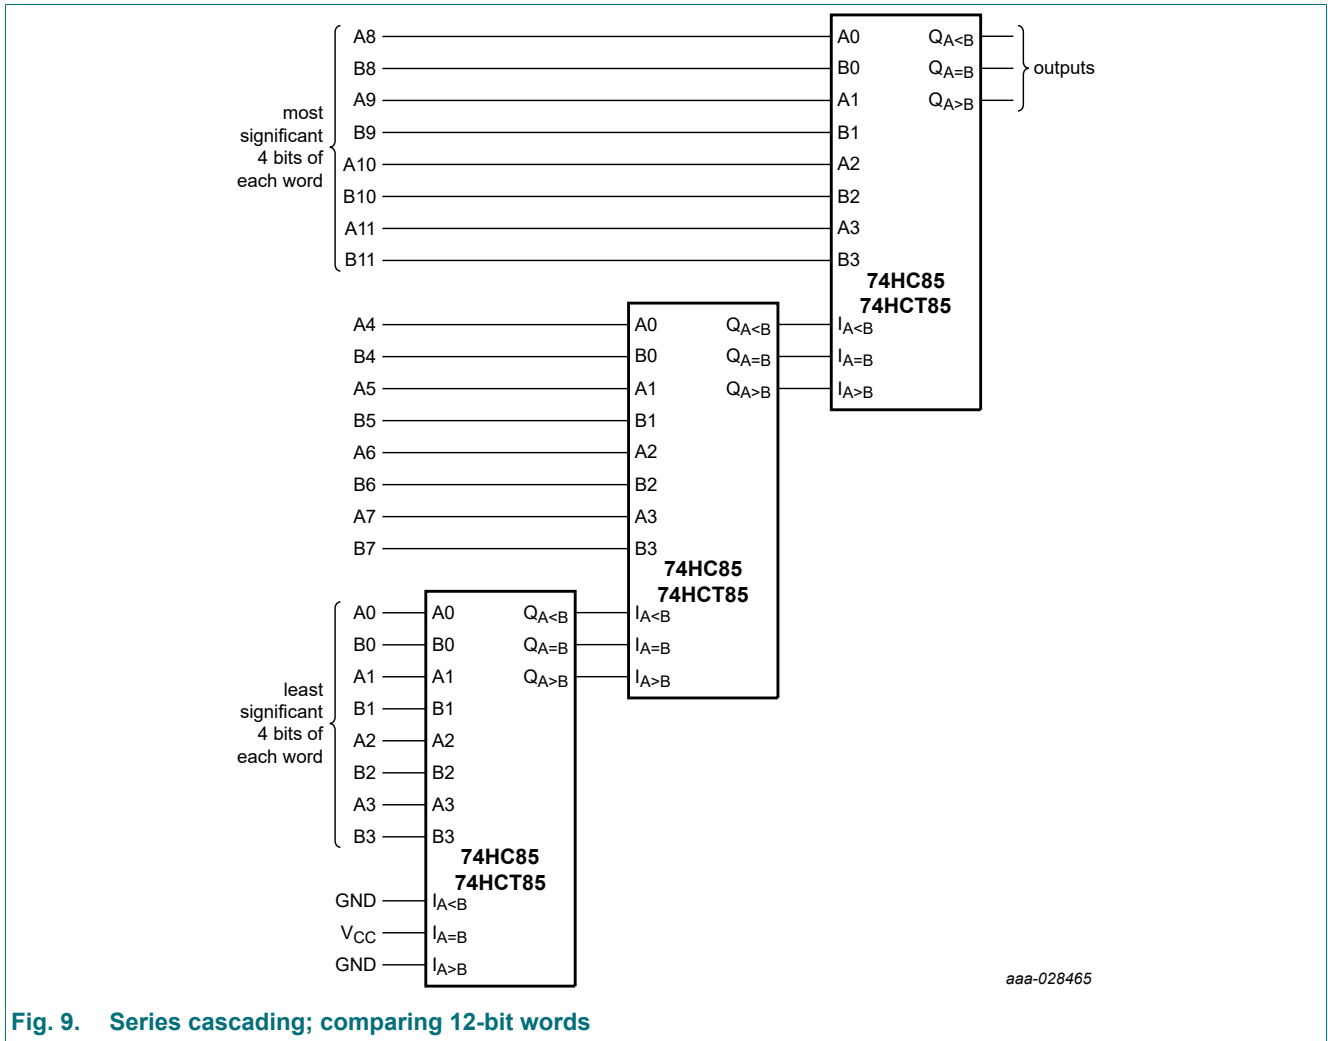 A8
B8
A9
B9
A10
B10
A11
B11
most
significant
4 bits of
each word
A0 QA<B
B0 QA=B
A1 QA>B
B1
A2
B2
A3
B3
outputs
74HC85
74HCT85
IA<B
IA=B
IA>B
A4
B4
A5
B5
A6
B6
A7
B7
A0 QA<B
B0 QA=B
A1 QA>B
B1
A2
B2
A3
B3
74HC85
74HCT85
IA<B
IA=B
IA>B
least
significant
4 bits of
each word
A0
B0
A1
B1
A2
B2
A3
B3
A0 QA<B
B0 QA=B
A1 QA>B
B1
A2
B2
A3
B3
74HC85
74HCT85
GND IA<B
VCC IA=B
GND IA>B
aaa-028465
Fig. 9. Series cascading; comparing 12-bit words